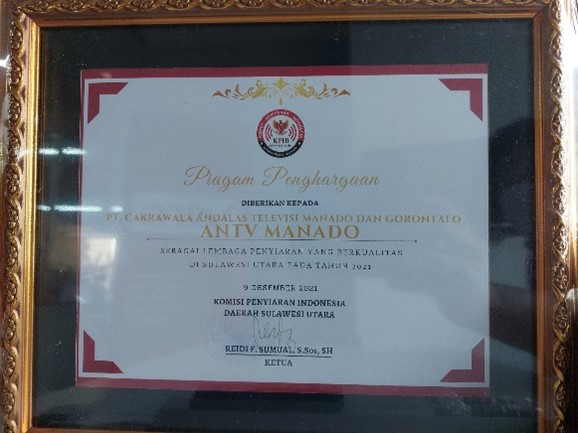 KPID
Piagam Penghargaan
DIBERIKAN KEPADA
PT. CAKRAWALA ANDALAS TELEVISI MANADO DAN GORONTALO
ANTV MANADO
SEBAGAI LEMBAGA PENYIARAN YANG BERKUALITAS
DI SULAWESI UTARA PADA TAHUN 2021
9 DESEMBER 2021
KOMISI PENYIARAN INDONESIA
DAERAH SULAWESI UTARA
REIDI F. SUMUAL, S.Sos, SH
KETUA